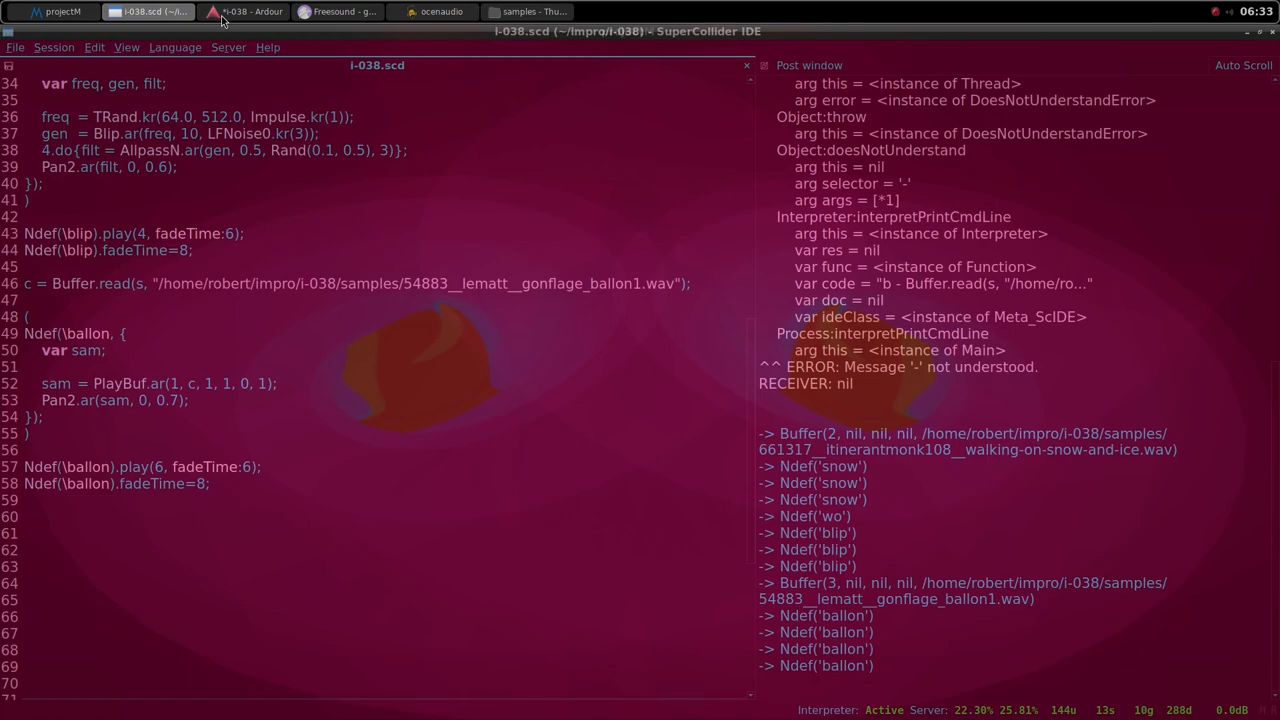 projectM
i-038.scd (~/i...
*i-038 - Ardour
Freesound - g...
ocenaudio
samples - Thu...
06:33
i-038.scd (~/impro/i-038) - SuperCollider IDE
File Session Edit View Language Server Help
i-038.scd
34 var freq, gen, filt;
35
36 freq = TRand.kr(64.0, 512.0, Impulse.kr(1));
37 gen = Blip.ar(freq, 10, LFNoise0.kr(3));
38 4.do{filt = AllpassN.ar(gen, 0.5, Rand(0.1, 0.5), 3)};
39 Pan2.ar(filt, 0, 0.6);
40 });
41 )
42
43 Ndef(\blip).play(4, fadeTime:6);
44 Ndef(\blip).fadeTime=8;
45
46 c = Buffer.read(s, "/home/robert/impro/i-038/samples/54883__lematt__gonflage_ballon1.wav");
47
48 (
49 Ndef(\ballon, {
50 var sam;
51
52 sam = PlayBuf.ar(1, c, 1, 1, 0, 1);
53 Pan2.ar(sam, 0, 0.7);
54 });
55 )
56
57 Ndef(\ballon).play(6, fadeTime:6);
58 Ndef(\ballon).fadeTime=8;
59
60
61
62
63
64
65
66
67
68
69
70
71
Post window Auto Scroll
arg this = <instance of Thread>
arg error = <instance of DoesNotUnderstandError>
Object:throw
arg this = <instance of DoesNotUnderstandError>
Object:doesNotUnderstand
arg this = nil
arg selector = '-'
arg args = [*1]
Interpreter:interpretPrintCmdLine
arg this = <instance of Interpreter>
var res = nil
var func = <instance of Function>
var code = "b - Buffer.read(s, "/home/ro..."
var doc = nil
var ideClass = <instance of Meta_ScIDE>
Process:interpretPrintCmdLine
arg this = <instance of Main>
^^ ERROR: Message '-' not understood.
RECEIVER: nil
-> Buffer(2, nil, nil, nil, /home/robert/impro/i-038/samples/
661317__itinerantmonk108__walking-on-snow-and-ice.wav)
-> Ndef('snow')
-> Ndef('snow')
-> Ndef('snow')
-> Ndef('wo')
-> Ndef('blip')
-> Ndef('blip')
-> Ndef('blip')
-> Buffer(3, nil, nil, nil, /home/robert/impro/i-038/samples/
54883__lematt__gonflage_ballon1.wav)
-> Ndef('ballon')
-> Ndef('ballon')
-> Ndef('ballon')
-> Ndef('ballon')
Interpreter: Active Server: 22.30% 25.81% 144u 13s 10g 288d 0.0dB